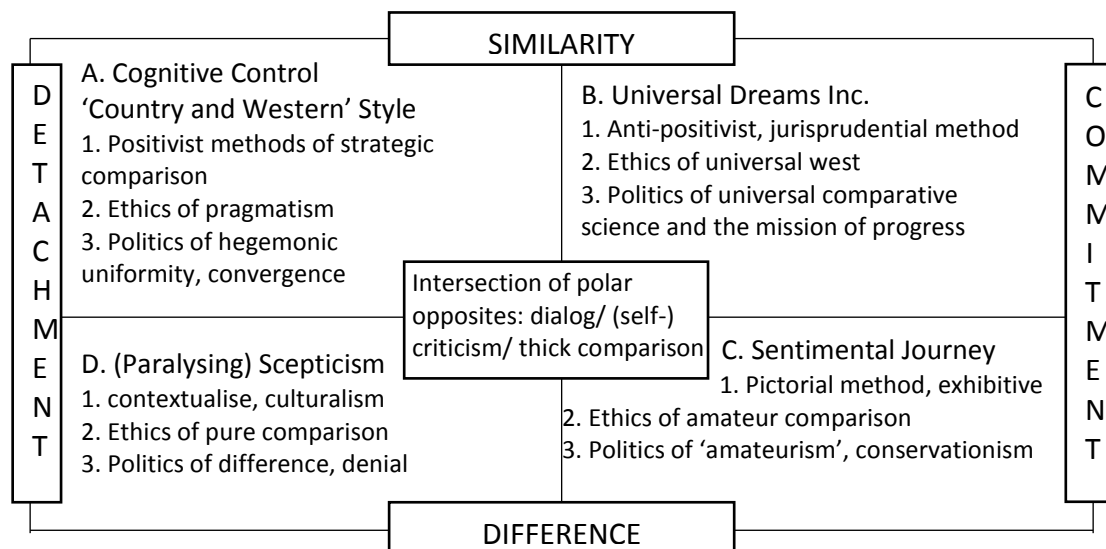 SIMILARITY
DETACHMENT
A. Cognitive Control
‘Country and Western’ Style
1. Positivist methods of strategic
comparison
2. Ethics of pragmatism
3. Politics of hegemonic
uniformity, convergence
B. Universal Dreams Inc.
1. Anti-positivist, jurisprudential method
2. Ethics of universal west
3. Politics of universal comparative
science and the mission of progress
COMMITMENT
Intersection of polar
opposites: dialog/ (self-)
criticism/ thick comparison
D. (Paralysing) Scepticism
1. contextualise, culturalism
2. Ethics of pure comparison
3. Politics of difference, denial
C. Sentimental Journey
1. Pictorial method, exhibitive
2. Ethics of amateur comparison
3. Politics of ‘amateurism’, conservationism
DIFFERENCE